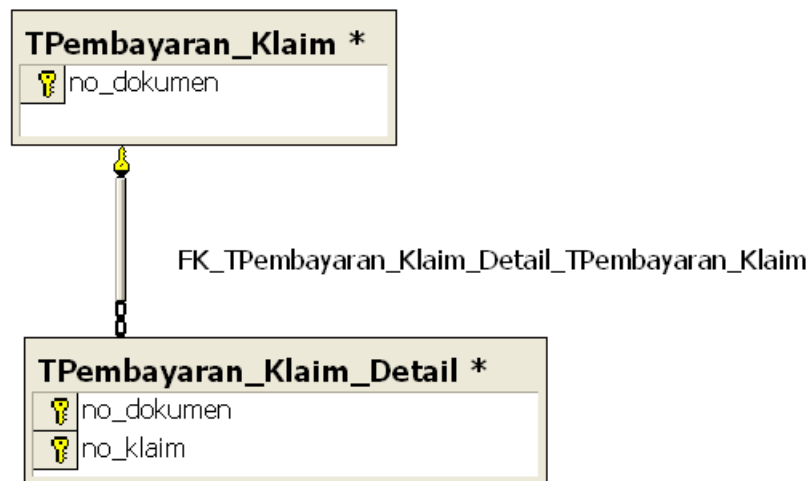 TPembayaran_Klaim *
no_dokumen
FK_TPembayaran_Klaim_Detail_TPembayaran_Klaim
TPembayaran_Klaim_Detail *
no_dokumen
no_klaim